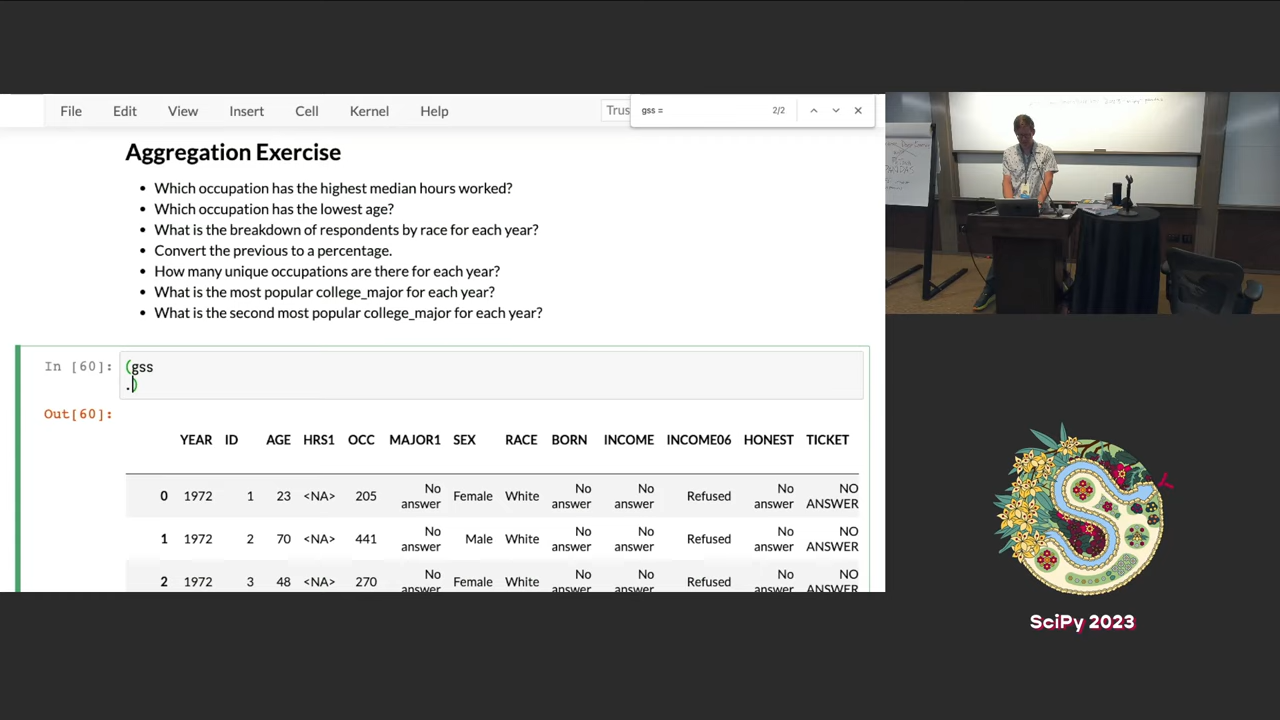 File Edit View Insert Cell Kernel Help Trus gss = 2/2
Aggregation Exercise
• Which occupation has the highest median hours worked?
• Which occupation has the lowest age?
• What is the breakdown of respondents by race for each year?
• Convert the previous to a percentage.
• How many unique occupations are there for each year?
• What is the most popular college_major for each year?
• What is the second most popular college_major for each year?
In [60]: (gss
.)
Out[60]:
YEAR ID AGE HRS1 OCC MAJOR1 SEX RACE BORN INCOME INCOME06 HONEST TICKET
0 1972 1 23 <NA> 205 No answer Female White No answer No answer Refused No answer NO ANSWER
1 1972 2 70 <NA> 441 No answer Male White No answer No answer Refused No answer NO ANSWER
2 1972 3 48 <NA> 270 No answer Female White No answer No answer Refused No answer NO ANSWER
SciPy 2023